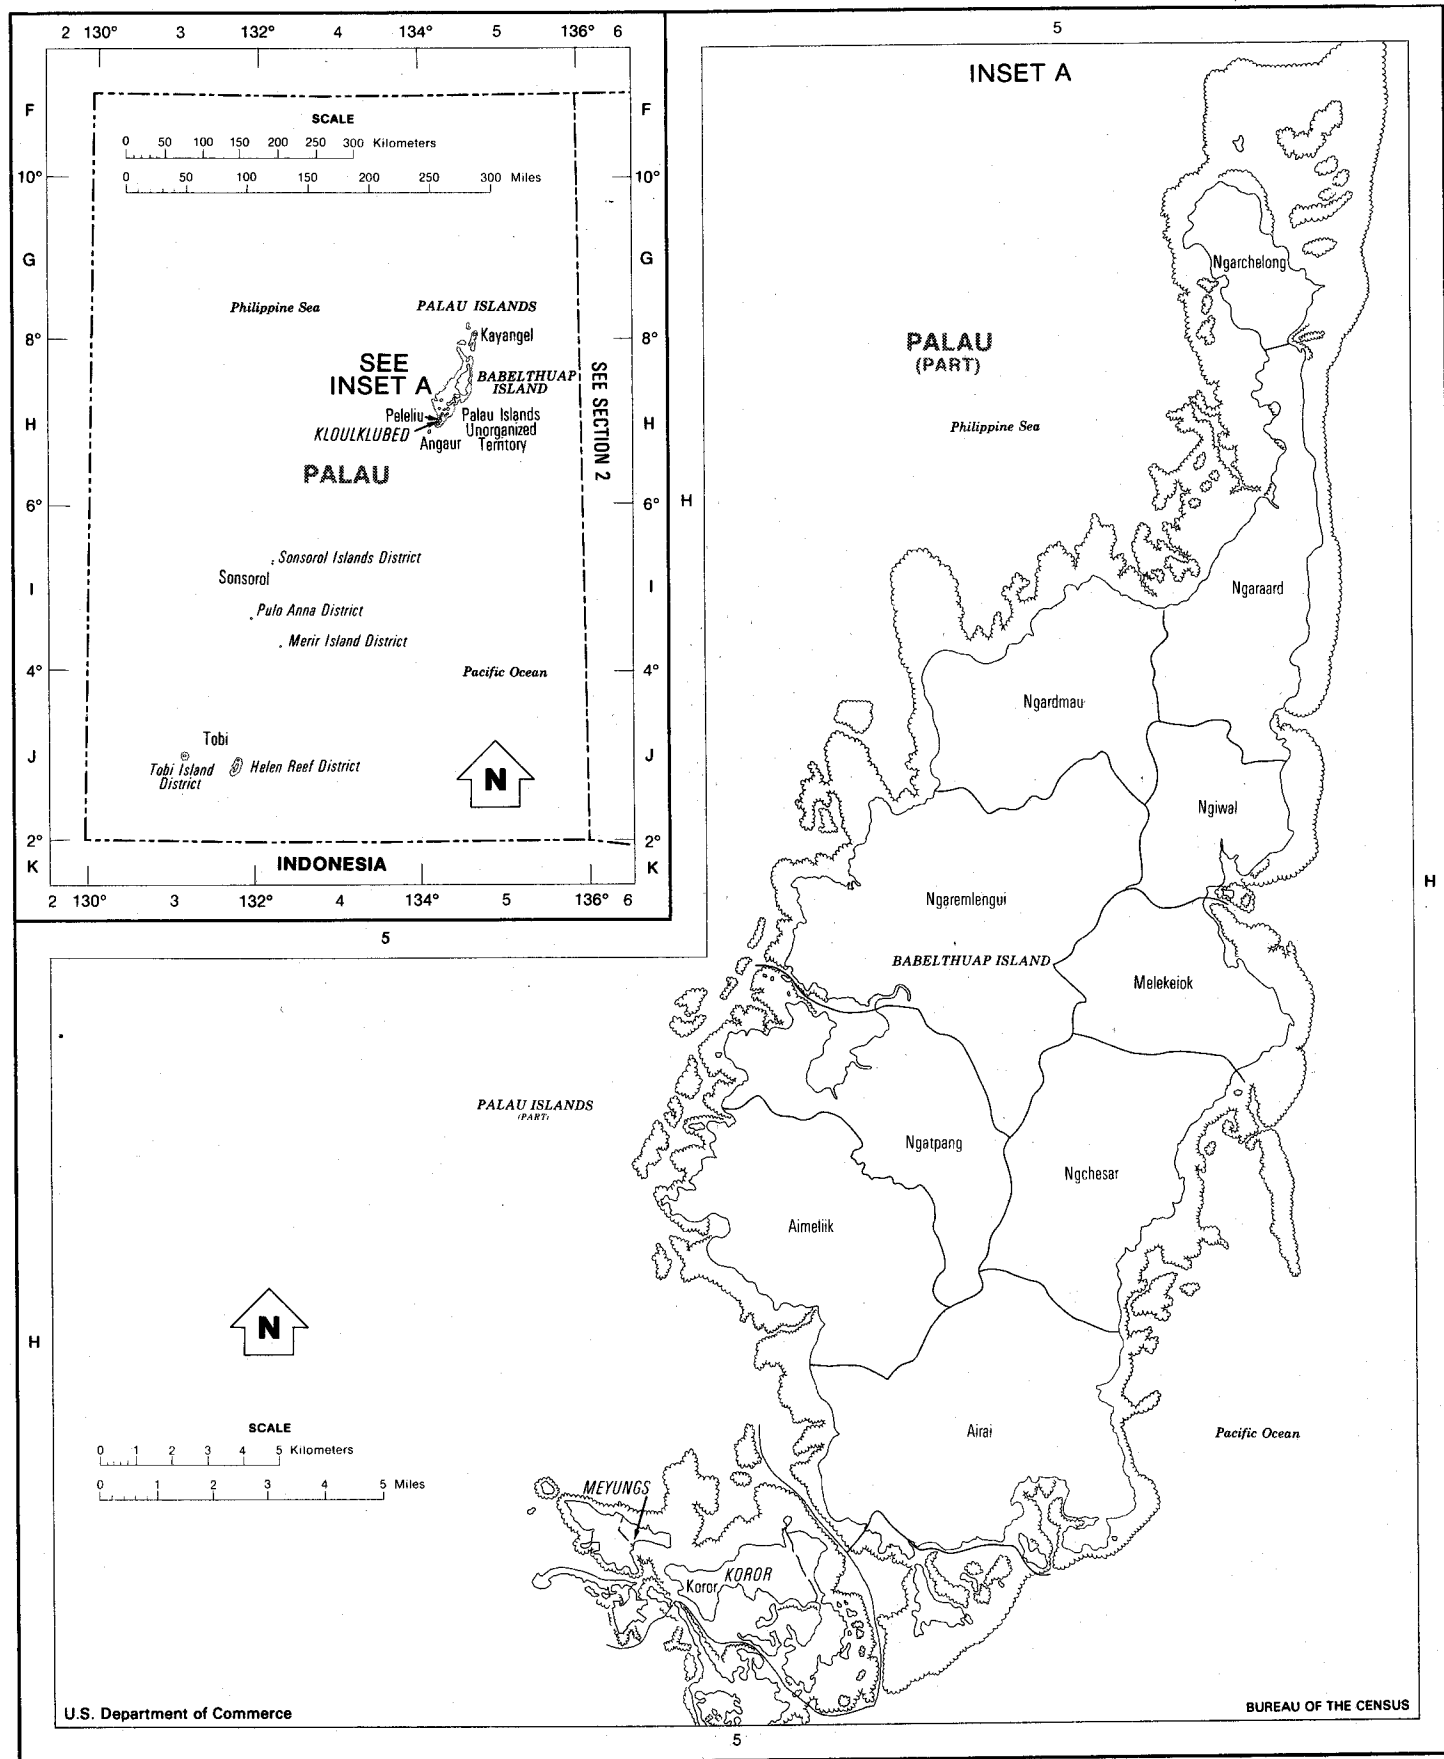 2 130° 3 132° 4 134° 5 136° 6
5
INSET A
F
F
SCALE
0 50 100 150 200 250 300 Kilometers
0 50 100 150 200 250 300 Miles
10°
10°
G
G
Philippine Sea
PALAU ISLANDS
8°
8°
Kayangel
SEE
INSET A
BABELTHUAP
ISLAND
SEE SECTION 2
Peleliu
Palau Islands
Unorganized
Territory
H
H
KLOULKLUBED
Angaur
PALAU
6°
6°
Sonsorol Islands District
Sonsorol
I
I
Pulo Anna District
Merir Island District
4°
4°
Pacific Ocean
Tobi
J
J
Tobi Island
District
Helen Reef District
N
2°
2°
K
K
INDONESIA
2 130° 3 132° 4 134° 5 136° 6
5
Ngarchelong
PALAU
(PART)
Philippine Sea
H
Ngaraard
Ngardmau
Ngiwal
H
Ngaremlengui
BABELTHUAP ISLAND
Melekeiok
PALAU ISLANDS
(PART)
Ngatpang
Ngchesar
Aimeliik
N
H
SCALE
0 1 2 3 4 5 Kilometers
0 1 2 3 4 5 Miles
Airai
Pacific Ocean
MEYUNGS
Koror
KOROR
U.S. Department of Commerce
BUREAU OF THE CENSUS
5